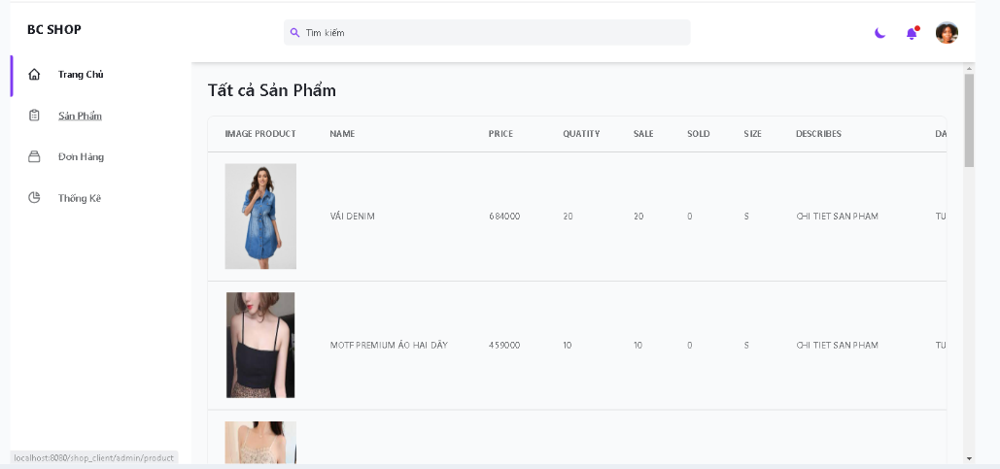 BC SHOP
Tìm kiếm
Trang Chủ
Sản Phẩm
Đơn Hàng
Thống Kê
Tất cả Sản Phẩm
IMAGE PRODUCT NAME PRICE QUATITY SALE SOLD SIZE DESCRIBES DA
VÁI DENIM 684000 20 20 0 S CHI TIET SAN PHAM TU
MOTF PREMIUM ÁO HAI DÂY 459000 10 10 0 S CHI TIET SAN PHAM TU
localhost:8080/shop_client/admin/product